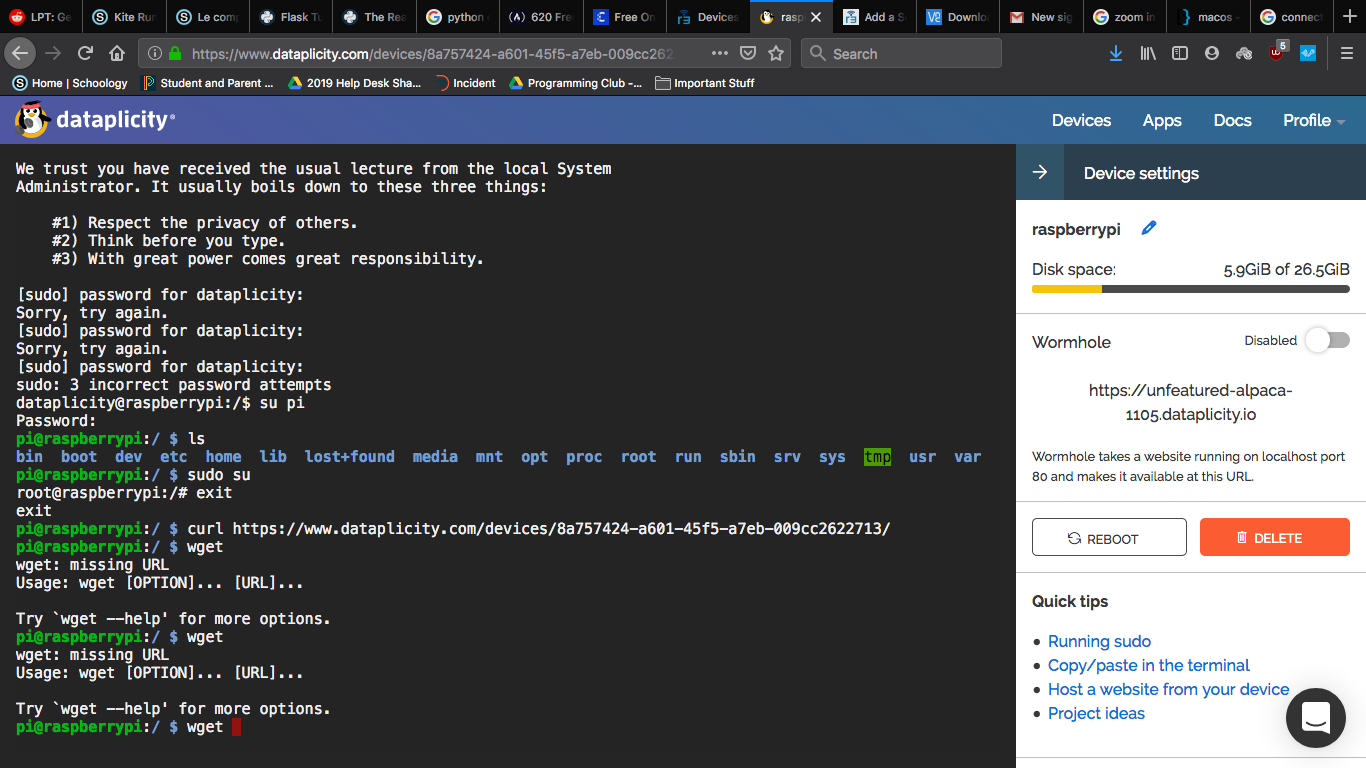 LPT: Ge
Kite Run
Le comp
Flask Tu
The Rea
python
620 Free
Free On
Devices
rasp
Add a S
Downlo
New sig
zoom in
macos -
connect
https://www.dataplicity.com/devices/8a757424-a601-45f5-a7eb-009cc262
Search
5
Home | Schoology
Student and Parent ...
2019 Help Desk Sha...
Incident
Programming Club -...
Important Stuff
dataplicity
Devices
Apps
Docs
Profile
We trust you have received the usual lecture from the local System
Administrator. It usually boils down to these three things:
#1) Respect the privacy of others.
#2) Think before you type.
#3) With great power comes great responsibility.
[sudo] password for dataplicity:
Sorry, try again.
[sudo] password for dataplicity:
Sorry, try again.
[sudo] password for dataplicity:
sudo: 3 incorrect password attempts
dataplicity@raspberrypi:/$ su pi
Password:
pi@raspberrypi:/ $ ls
bin boot dev etc home lib lost+found media mnt opt proc root run sbin srv sys tmp usr var
pi@raspberrypi:/ $ sudo su
root@raspberrypi:/# exit
exit
pi@raspberrypi:/ $ curl https://www.dataplicity.com/devices/8a757424-a601-45f5-a7eb-009cc2622713/
pi@raspberrypi:/ $ wget
wget: missing URL
Usage: wget [OPTION]... [URL]...
Try `wget --help' for more options.
pi@raspberrypi:/ $ wget
wget: missing URL
Usage: wget [OPTION]... [URL]...
Try `wget --help' for more options.
pi@raspberrypi:/ $ wget
Device settings
raspberrypi
Disk space: 5.9GiB of 26.5GiB
Wormhole Disabled
https://unfeatured-alpaca-
1105.dataplicity.io
Wormhole takes a website running on localhost port
80 and makes it available at this URL.
REBOOT
DELETE
Quick tips
Running sudo
Copy/paste in the terminal
Host a website from your device
Project ideas